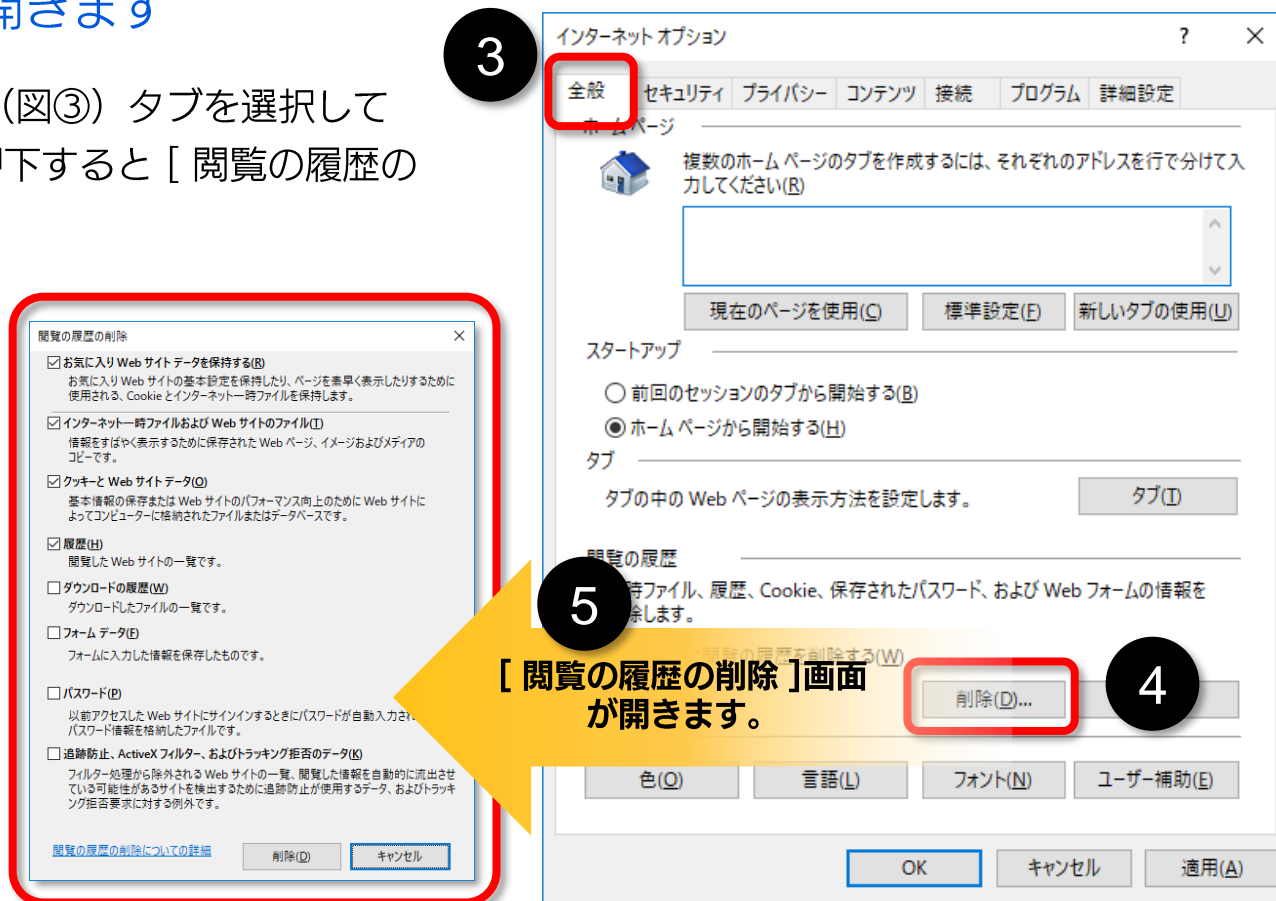 開きます
（図③）タブを選択して
押下すると [ 閲覧の履歴の
3
インターネット オプション
?
全般
セキュリティ
プライバシー
コンテンツ
接続
プログラム
詳細設定
ホーム ページ
複数のホーム ページのタブを作成するには、それぞれのアドレスを行で分けて入
力してください(R)
現在のページを使用(C)
標準設定(F)
新しいタブの使用(U)
スタートアップ
前回のセッションのタブから開始する(B)
ホーム ページから開始する(H)
タブ
タブの中の Web ページの表示方法を設定します。
タブ(T)
閲覧の履歴
時ファイル、履歴、Cookie、保存されたパスワード、および Web フォームの情報を
除します。
閲覧の履歴を削除する(W)
削除(D)...
4
色(O)
言語(L)
フォント(N)
ユーザー補助(E)
OK
キャンセル
適用(A)
5
[ 閲覧の履歴の削除 ]画面
が開きます。
閲覧の履歴の削除
お気に入り Web サイト データを保持する(R)
お気に入り Web サイトの基本設定を保持したり、ページを素早く表示したりするために
使用される、Cookie とインターネット一時ファイルを保持します。
インターネット一時ファイルおよび Web サイトのファイル(T)
情報をすばやく表示するために保存された Web ページ、イメージおよびメディアの
コピーです。
クッキーと Web サイト データ(O)
基本情報の保存または Web サイトのパフォーマンス向上のために Web サイトに
よってコンピューターに格納されたファイルまたはデータベースです。
履歴(H)
閲覧した Web サイトの一覧です。
ダウンロードの履歴(W)
ダウンロードしたファイルの一覧です。
フォーム データ(F)
フォームに入力した情報を保存したものです。
パスワード(P)
以前アクセスした Web サイトにサインインするときにパスワードが自動入力され
パスワード情報を格納したファイルです。
追跡防止、ActiveX フィルター、およびトラッキング拒否のデータ(K)
フィルター処理から除外される Web サイトの一覧、閲覧した情報を自動的に流出させ
ている可能性があるサイトを検出するために追跡防止が使用するデータ、およびトラッキ
ング拒否要求に対する例外です。
閲覧の履歴の削除についての詳細
削除(D)
キャンセル